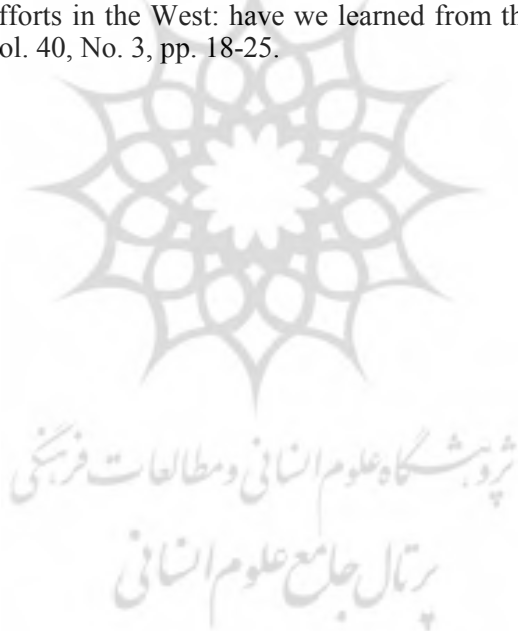 fforts in the West: have we learned from th
ol. 40, No. 3, pp. 18-25.
پژوهشگاه علوم انسانی و مطالعات فرهنگی
پرتال جامع علوم انسانی